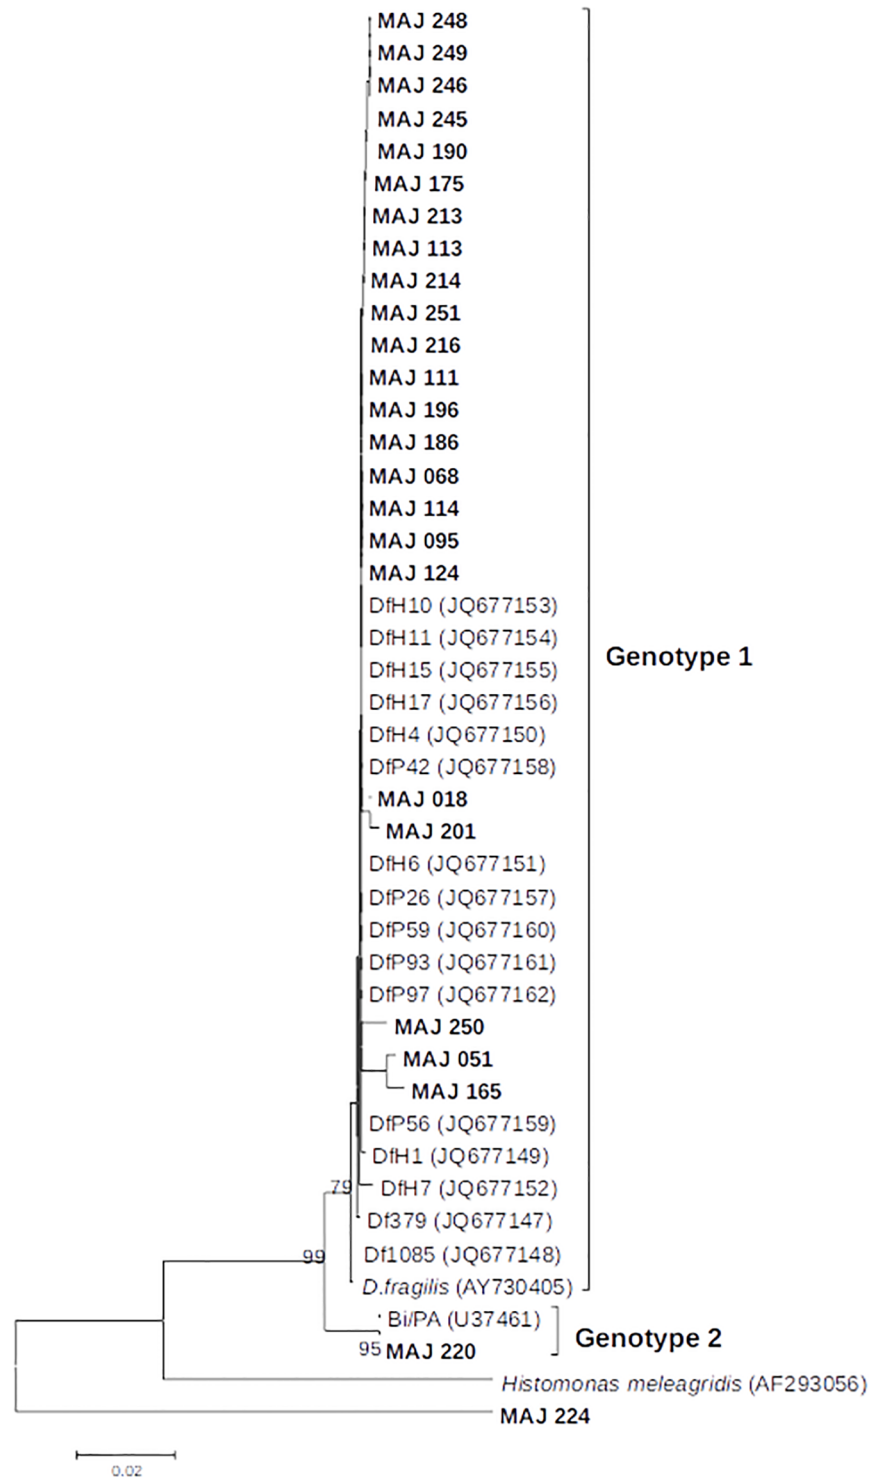 MAJ 248
MAJ 249
MAJ 246
MAJ 245
MAJ 190
MAJ 175
MAJ 213
MAJ 113
MAJ 214
MAJ 251
MAJ 216
MAJ 111
MAJ 196
MAJ 186
MAJ 068
MAJ 114
MAJ 095
MAJ 124
DfH10 (JQ677153)
DfH11 (JQ677154)
Genotype 1
DfH15 (JQ677155)
DfH17 (JQ677156)
DfH4 (JQ677150)
DfP42 (JQ677158)
MAJ 018
MAJ 201
DfH6 (JQ677151)
DfP26 (JQ677157)
DfP59 (JQ677160)
DfP93 (JQ677161)
DfP97 (JQ677162)
MAJ 250
MAJ 051
MAJ 165
DfP56 (JQ677159)
DfH1 (JQ677149)
79
DfH7 (JQ677152)
Df379 (JQ677147)
99
Df1085 (JQ677148)
D.fragilis (AY730405)
Bi/PA (U37461)
Genotype 2
95
MAJ 220
Histomonas meleagridis (AF293056)
MAJ 224
0.02